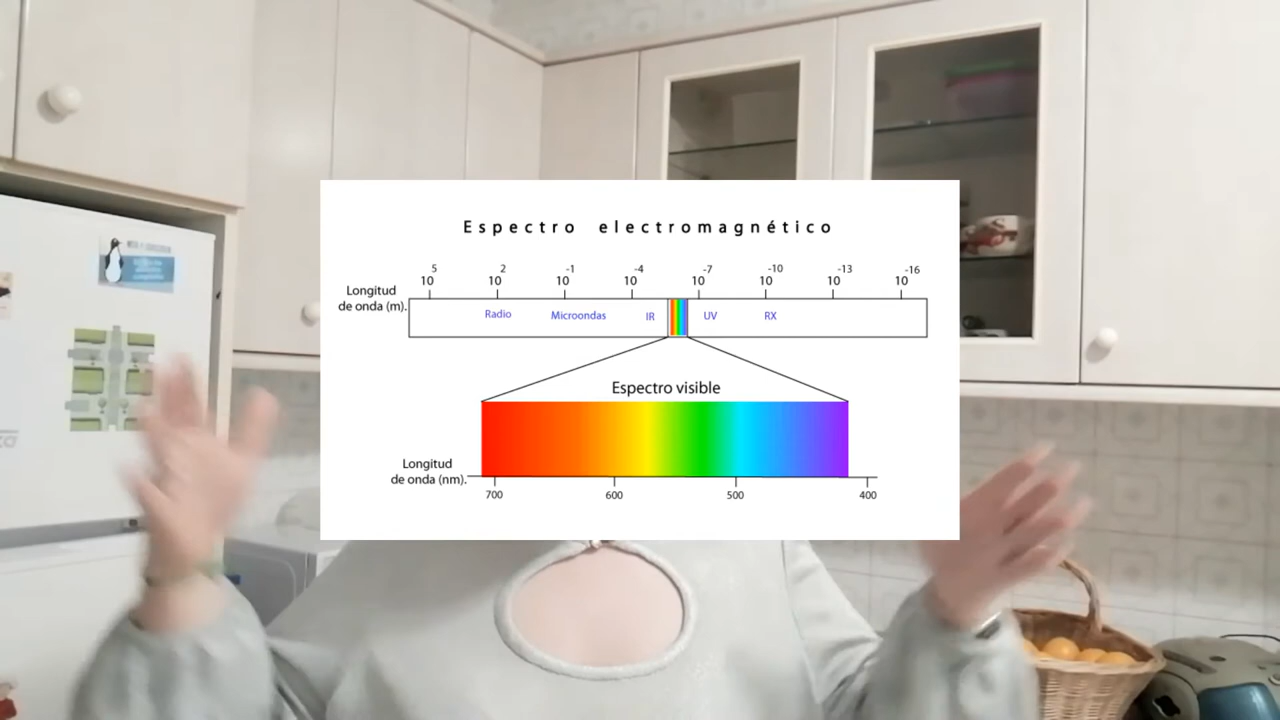 Espectro electromagnético
10^5 10^2 10^-1 10^-4 10^-7 10^-10 10^-13 10^-16
Longitud
de onda (m).
Radio Microondas IR UV RX
Espectro visible
Longitud
de onda (nm).
700 600 500 400